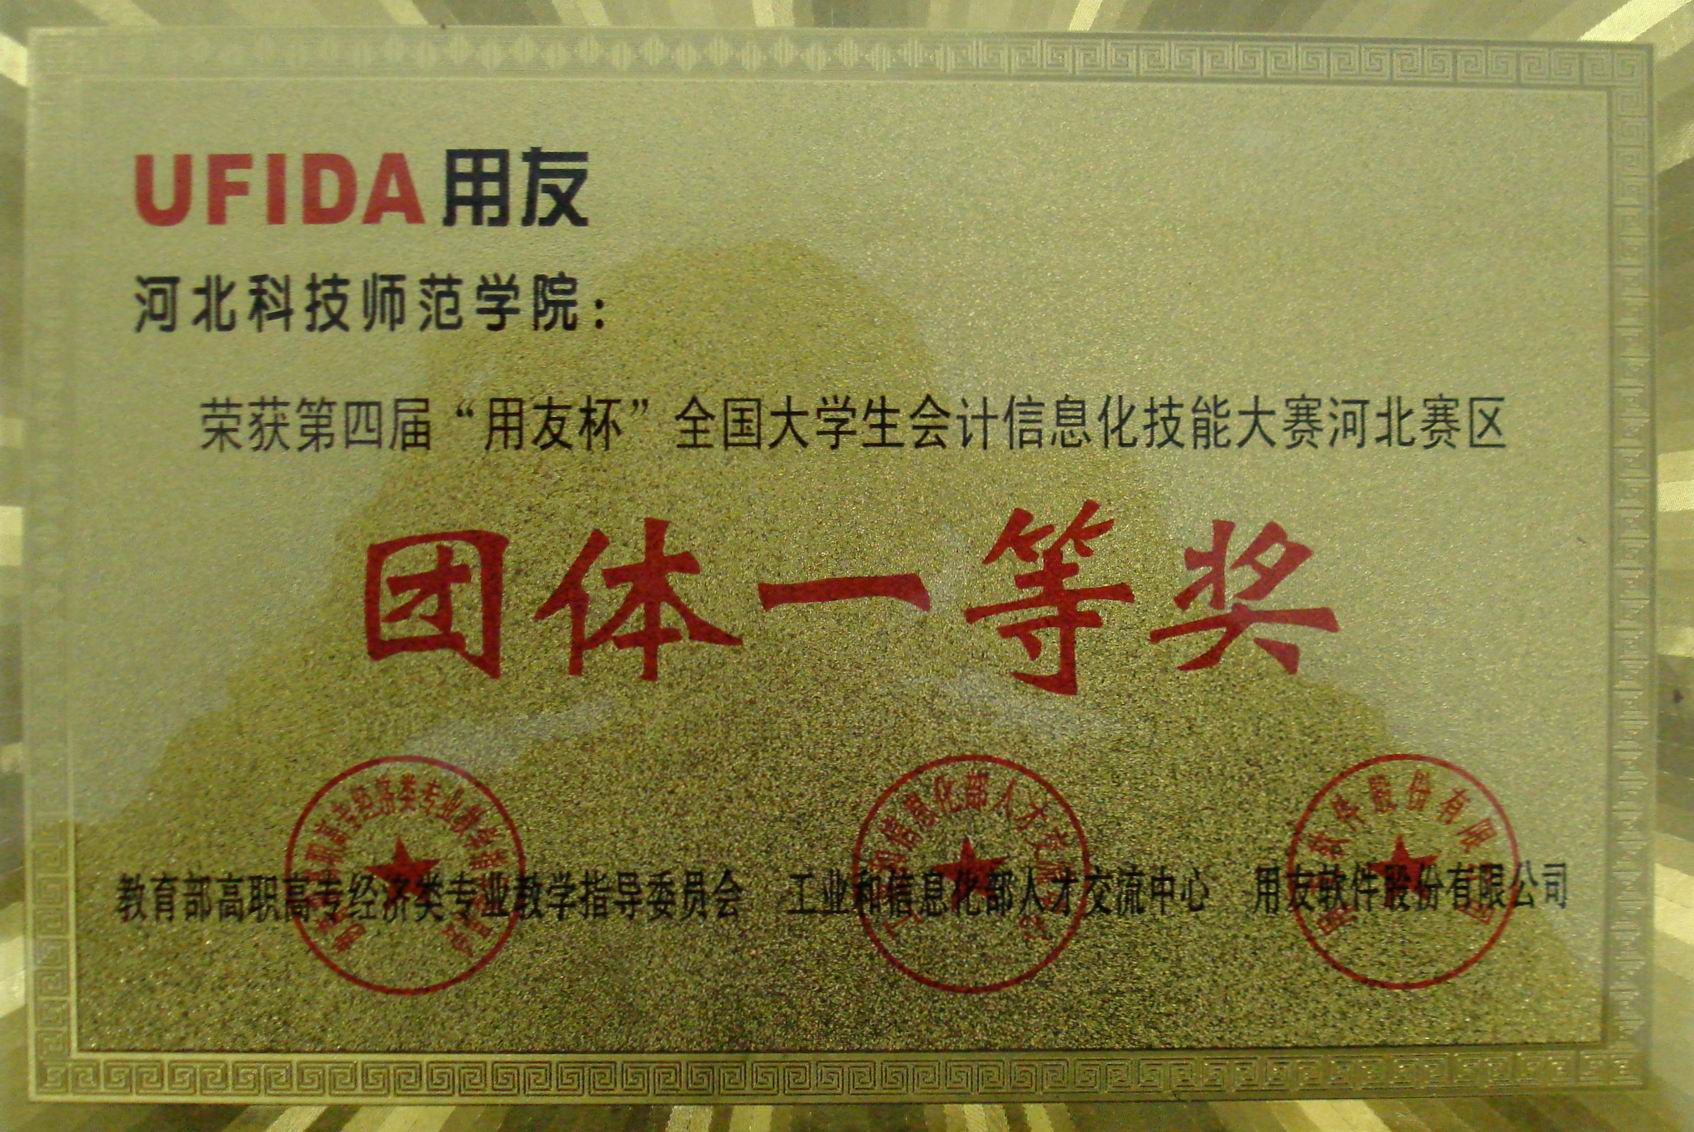 UFIDA用友
河北科技师范学院：
荣获第四届“用友杯”全国大学生会计信息化技能大赛河北赛区
团体一等奖
教育部高职高专经济类专业教学指导委员会 工业和信息化部人才交流中心 用友软件股份有限公司